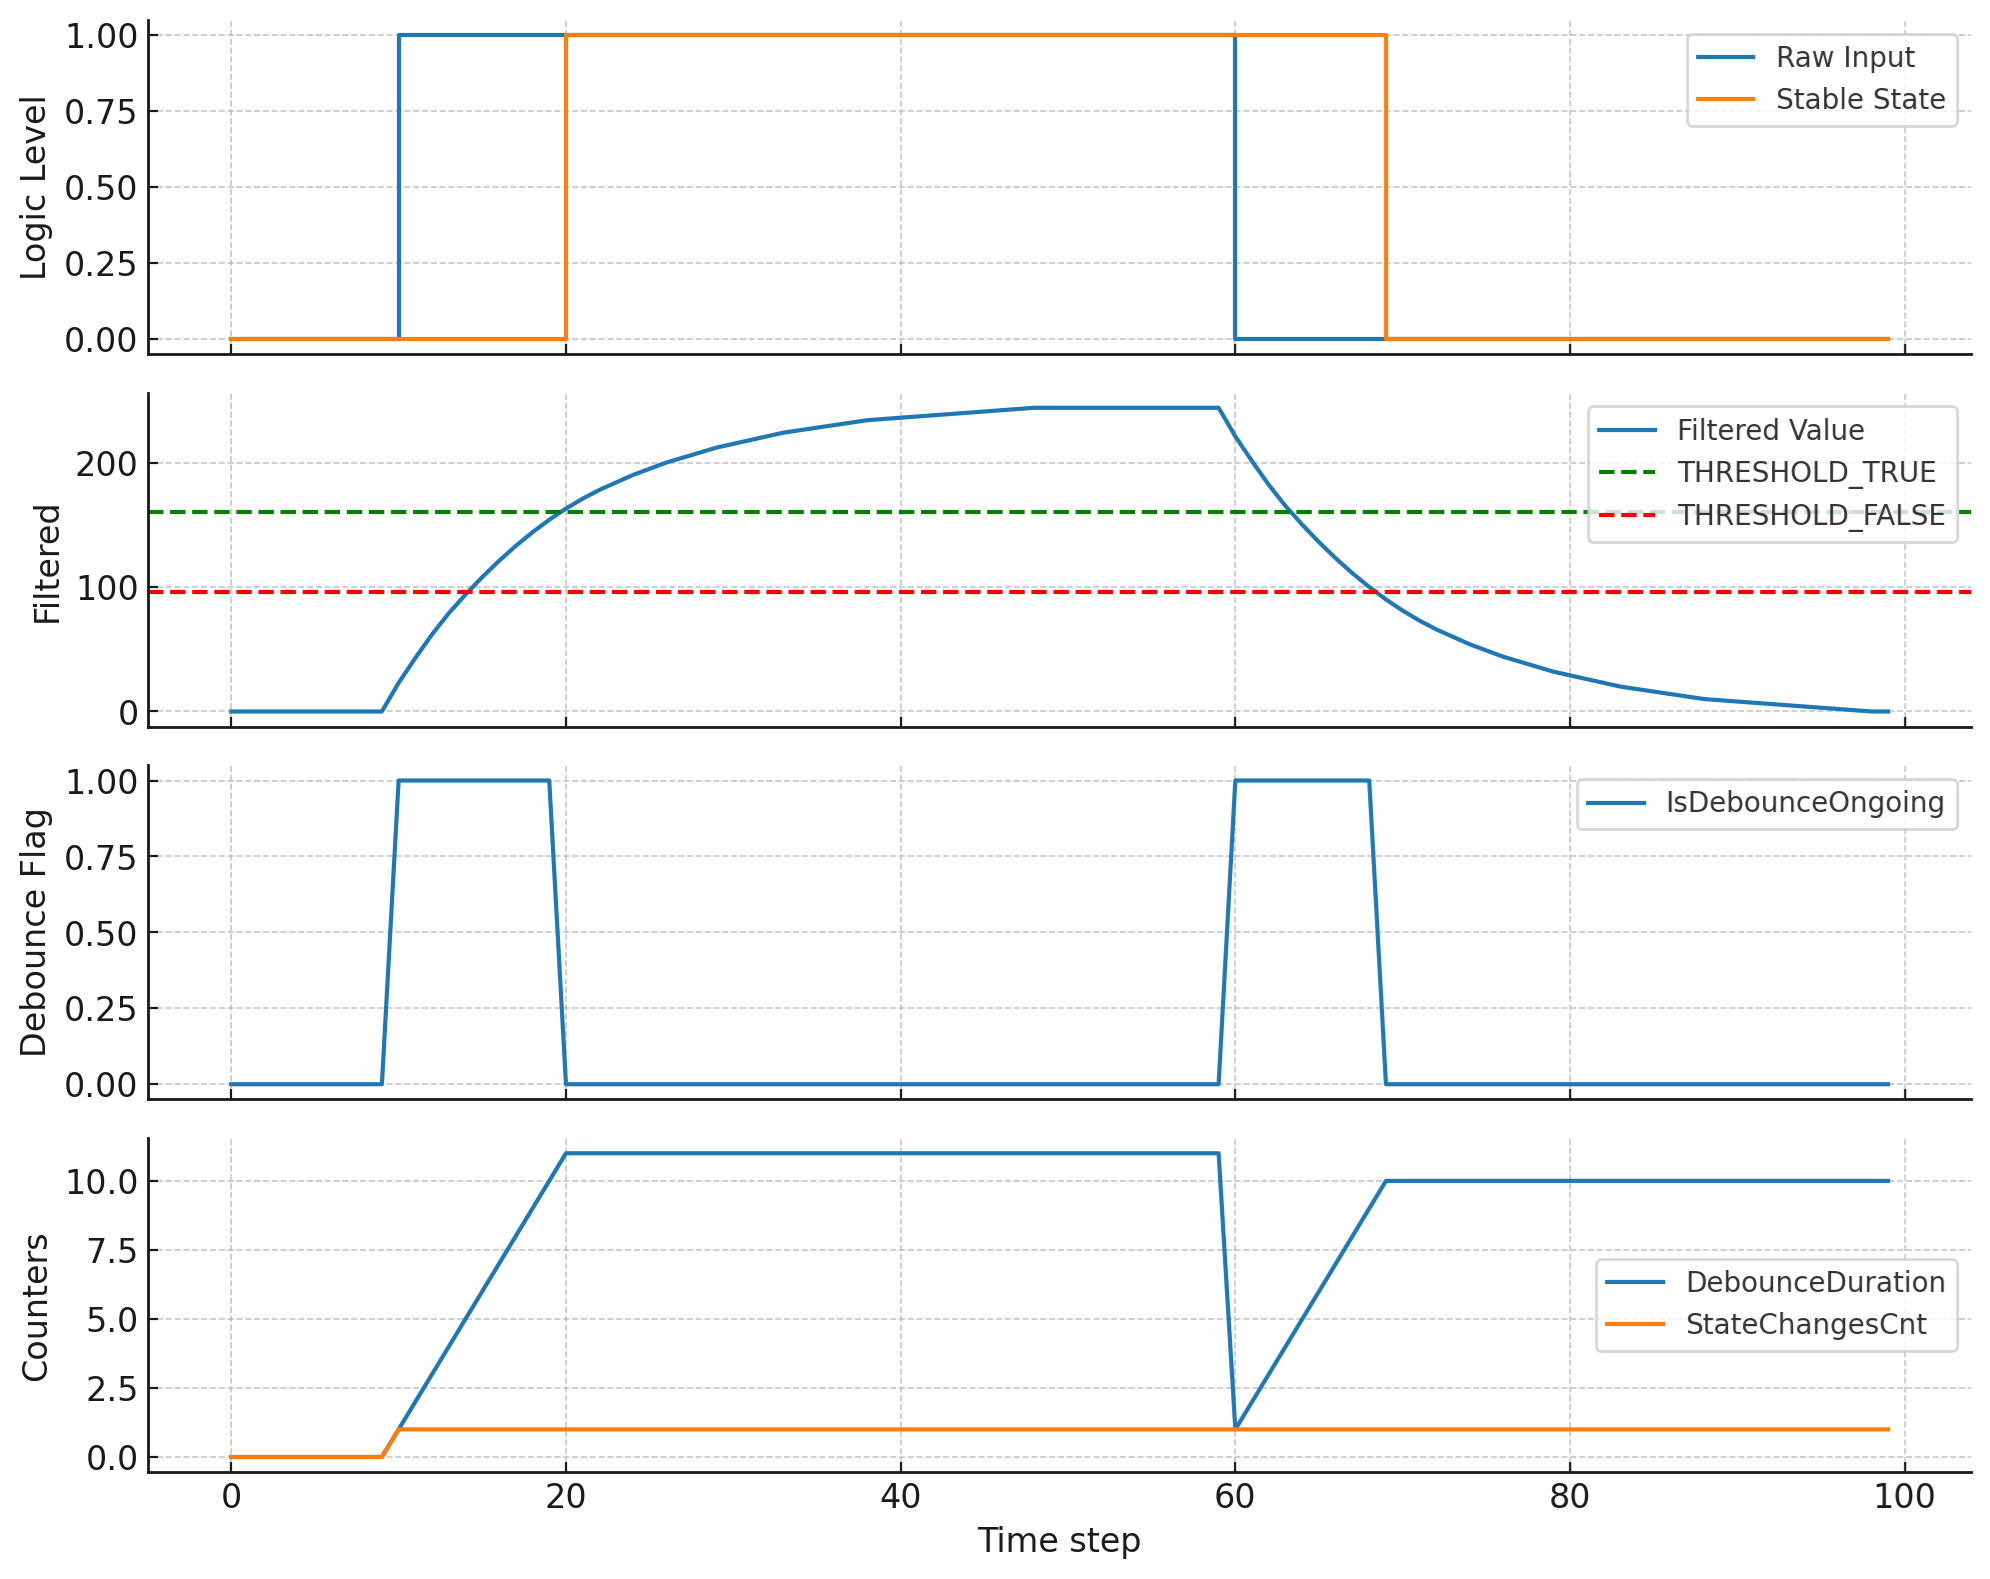 1.00
0.75
0.50
0.25
0.00
Logic Level
Raw Input
Stable State
200
100
0
Filtered
Filtered Value
THRESHOLD_TRUE
THRESHOLD_FALSE
1.00
0.75
0.50
0.25
0.00
Debounce Flag
IsDebounceOngoing
10.0
7.5
5.0
2.5
0.0
Counters
DebounceDuration
StateChangesCnt
0 20 40 60 80 100
Time step